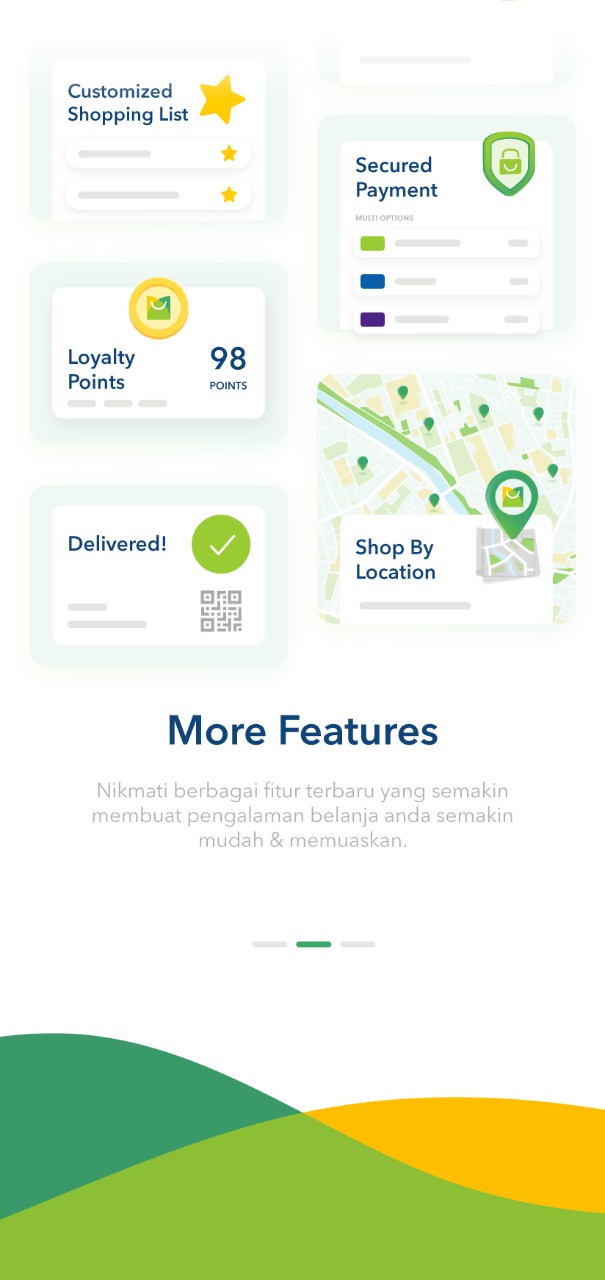 Customized
Shopping List
Secured
Payment
MULTI OPTIONS
Loyalty
Points
98
POINTS
Delivered!
Shop By
Location
More Features
Nikmati berbagai fitur terbaru yang semakin
membuat pengalaman belanja anda semakin
mudah & memuaskan.